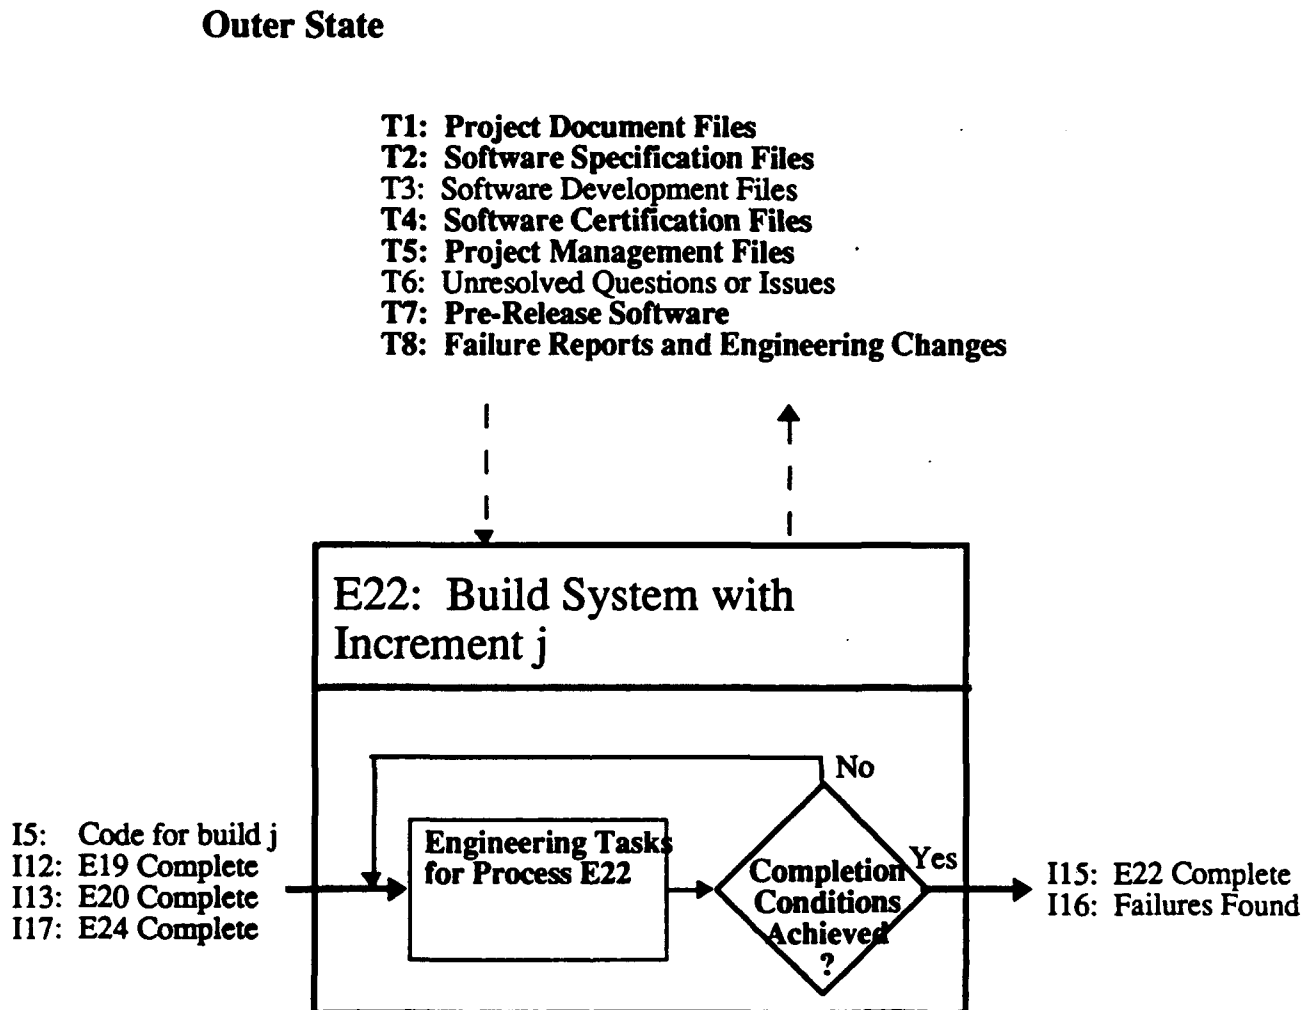 Outer State
T1: Project Document Files
T2: Software Specification Files
T3: Software Development Files
T4: Software Certification Files
T5: Project Management Files
T6: Unresolved Questions or Issues
T7: Pre-Release Software
T8: Failure Reports and Engineering Changes
E22: Build System with
Increment j
No
I5: Code for build j
I12: E19 Complete
I13: E20 Complete
I17: E24 Complete
Engineering Tasks
for Process E22
Completion
Conditions
Achieved
?
Yes
I15: E22 Complete
I16: Failures Found